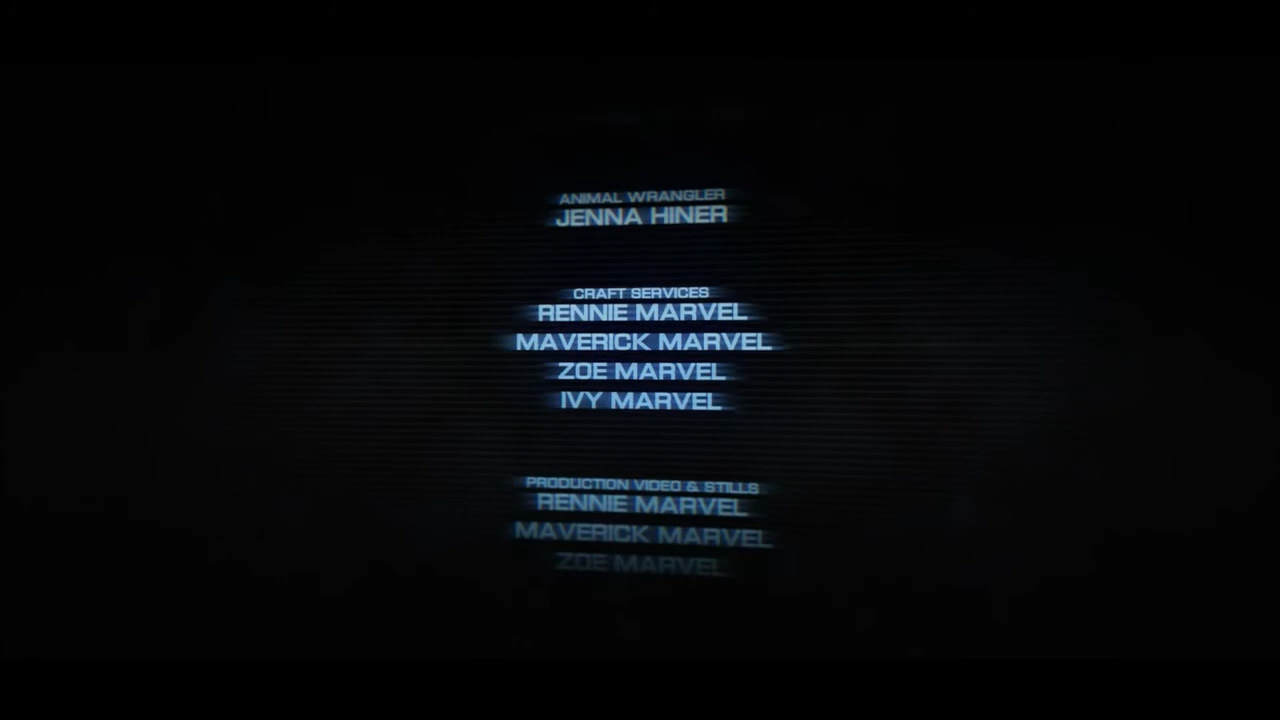 ANIMAL WRANGLER
JENNA HINER
CRAFT SERVICES
RENNIE MARVEL
MAVERICK MARVEL
ZOE MARVEL
IVY MARVEL
PRODUCTION VIDEO & STILLS
RENNIE MARVEL
MAVERICK MARVEL
ZOE MARVEL